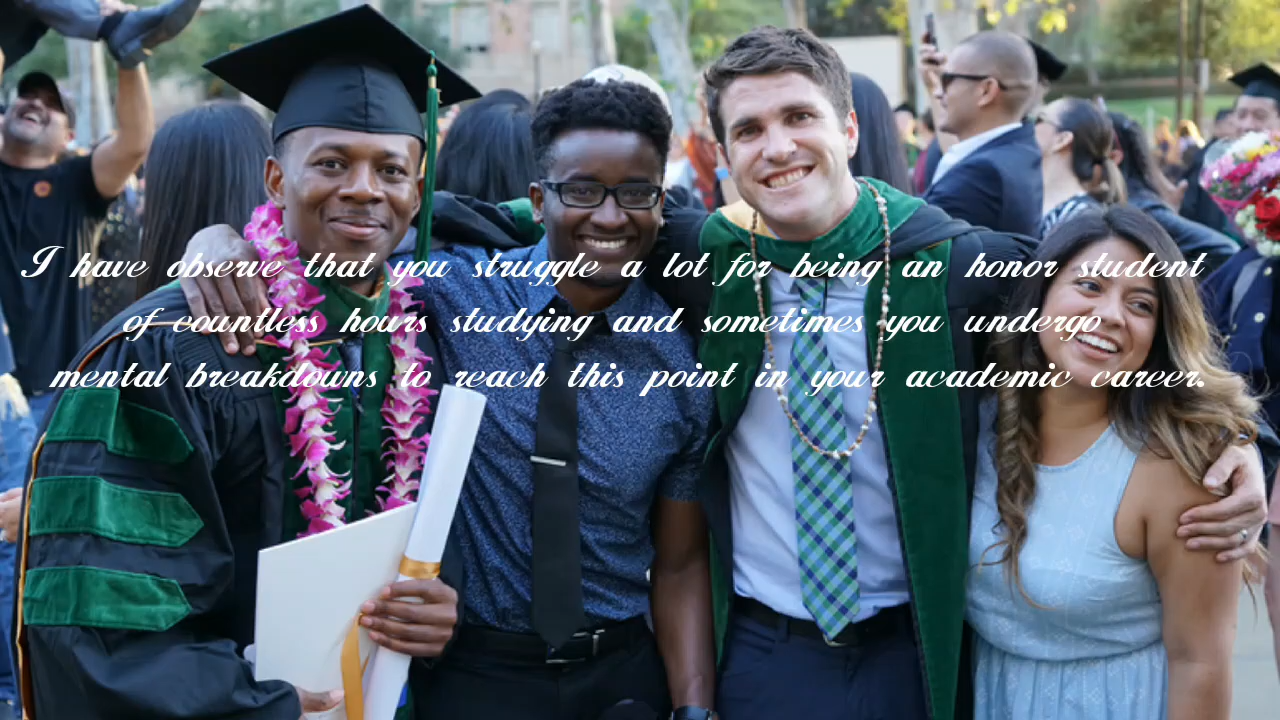 I have observe that you struggle a lot for being an honor student
of countless hours studying and sometimes you undergo
mental breakdowns to reach this point in your academic career.